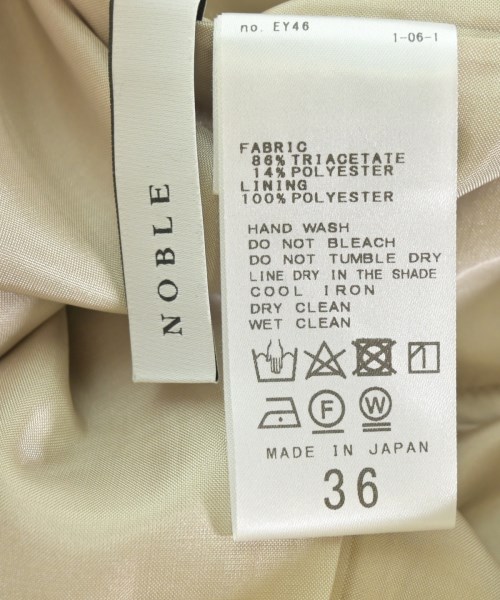 NOBLE
no. EY46
1-06-1
FABRIC
86% TRIACETATE
14% POLYESTER
LINING
100% POLYESTER
HAND WASH
DO NOT BLEACH
DO NOT TUMBLE DRY
LINE DRY IN THE SHADE
COOL IRON
DRY CLEAN
WET CLEAN
F W
MADE IN JAPAN
36